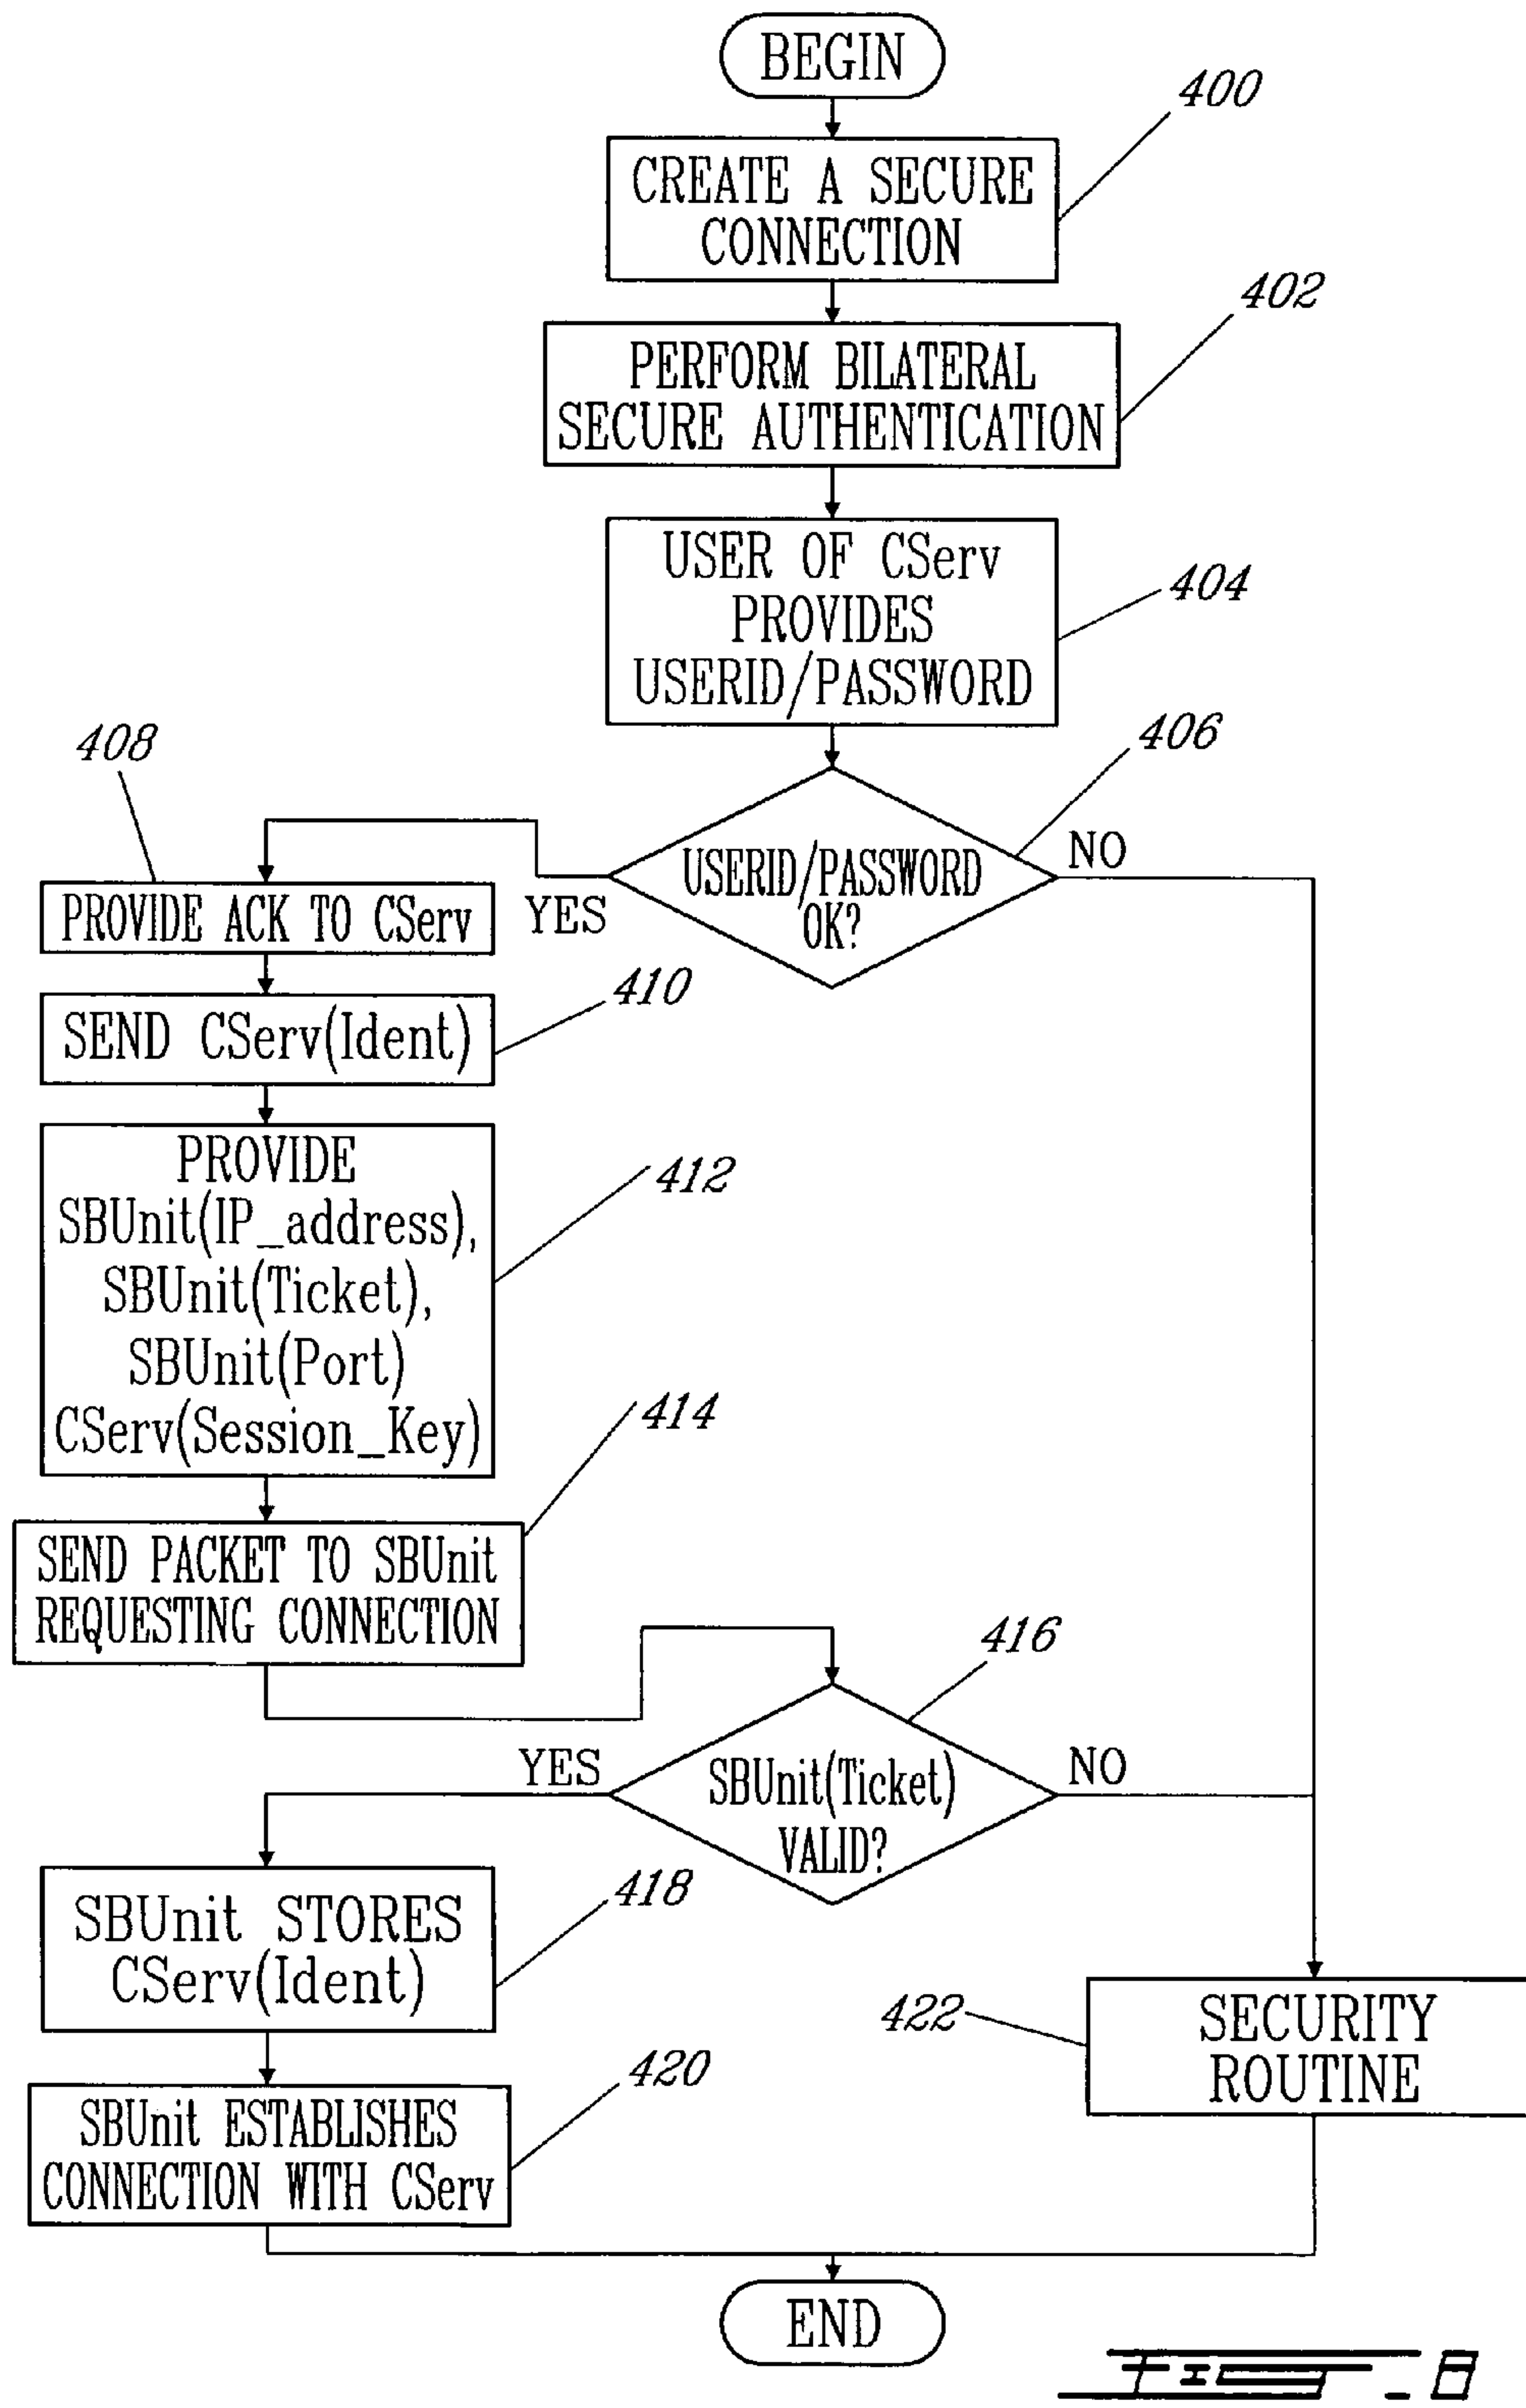 BEGIN
400
CREATE A SECURE
CONNECTION
402
PERFORM BILATERAL
SECURE AUTHENTICATION
404
USER OF CServ
PROVIDES
USERID/PASSWORD
406
USERID/PASSWORD
OK?
YES
NO
408
PROVIDE ACK TO CServ
410
SEND CServ(Ident)
412
PROVIDE
SBUnit(IP_address),
SBUnit(Ticket),
SBUnit(Port)
CServ(Session_Key)
414
SEND PACKET TO SBUnit
REQUESTING CONNECTION
416
SBUnit(Ticket)
VALID?
YES
NO
418
SBUnit STORES
CServ(Ident)
420
SBUnit ESTABLISHES
CONNECTION WITH CServ
422
SECURITY
ROUTINE
END
Fig_8